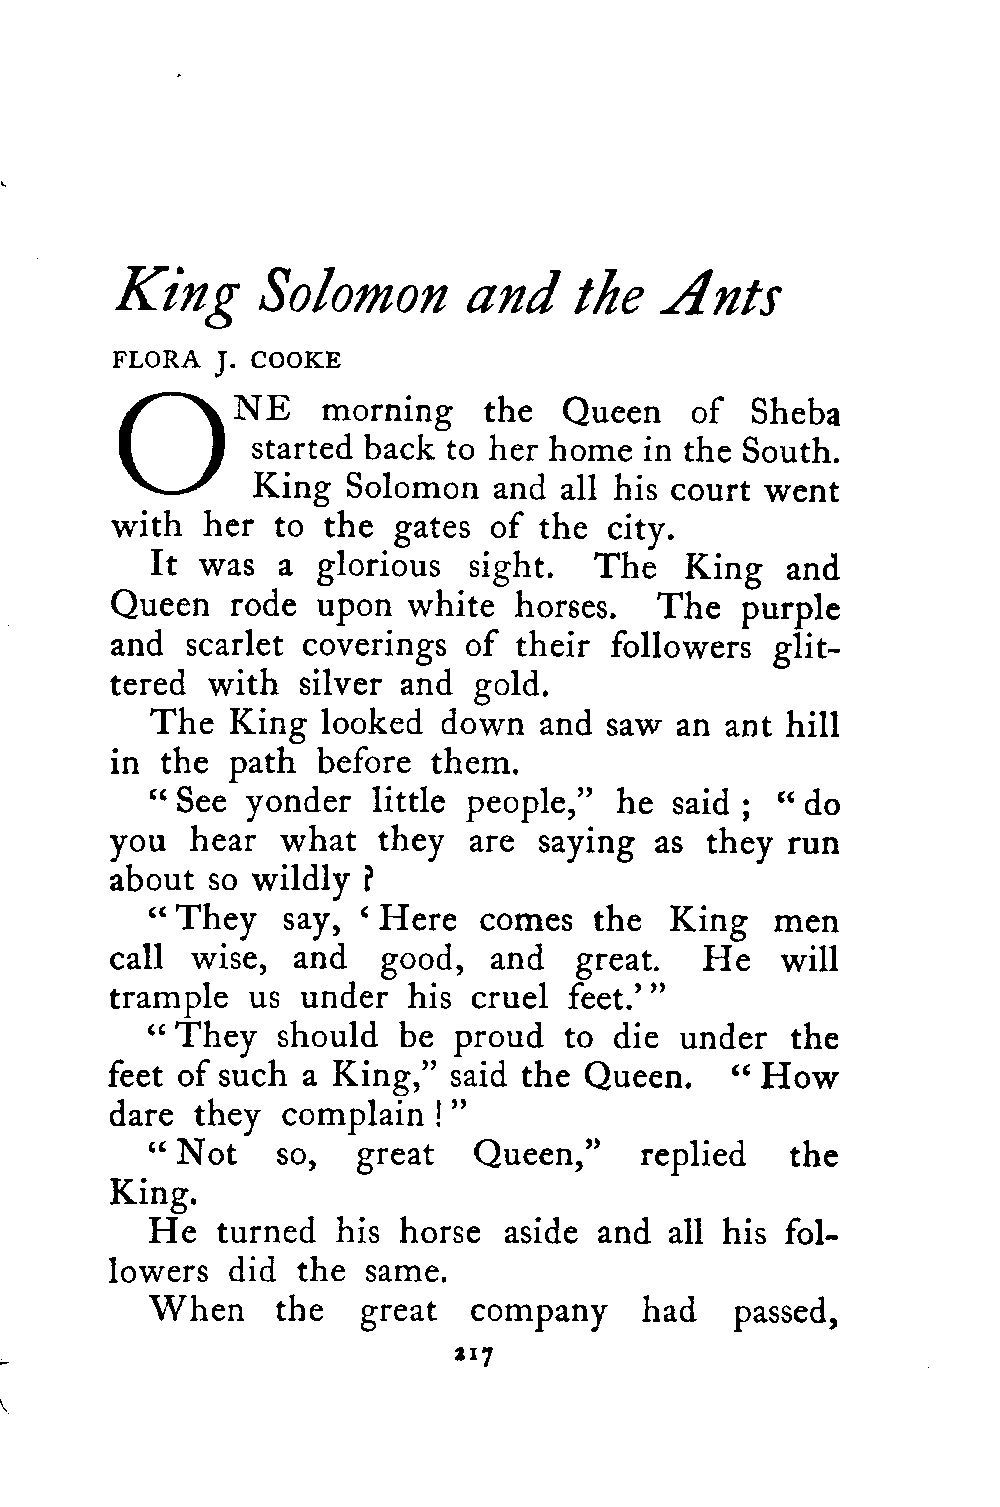 King Solomon and the Ants
FLORA J. COOKE
ONE morning the Queen of Sheba
started back to her home in the South.
King Solomon and all his court went
with her to the gates of the city.
It was a glorious sight. The King and
Queen rode upon white horses. The purple
and scarlet coverings of their followers glit-
tered with silver and gold.
The King looked down and saw an ant hill
in the path before them.
“See yonder little people,” he said; “do
you hear what they are saying as they run
about so wildly?
“They say, ‘Here comes the King men
call wise, and good, and great. He will
trample us under his cruel feet.’”
“They should be proud to die under the
feet of such a King,” said the Queen. “How
dare they complain!”
“Not so, great Queen,” replied the
King.
He turned his horse aside and all his fol-
lowers did the same.
When the great company had passed,
217